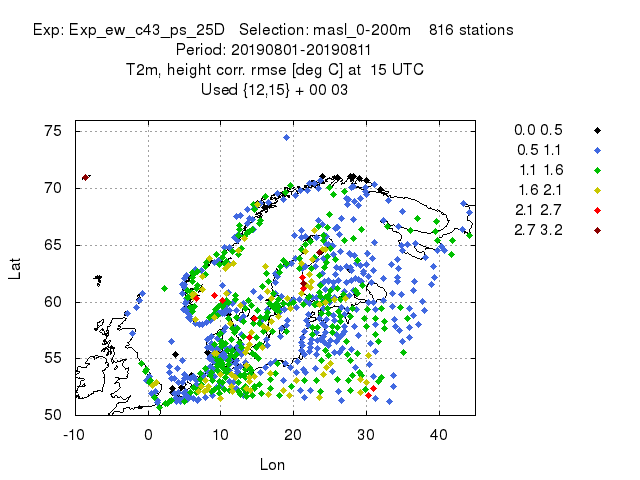 Exp: Exp_ew_c43_ps_25D Selection: masl_0-200m 816 stations
Period: 20190801-20190811
T2m, height corr. rmse [deg C] at 15 UTC
Used {12,15} + 00 03
0.0 0.5
0.5 1.1
1.1 1.6
1.6 2.1
2.1 2.7
2.7 3.2
75
70
65
60
55
50
Lat
-10 0 10 20 30 40
Lon